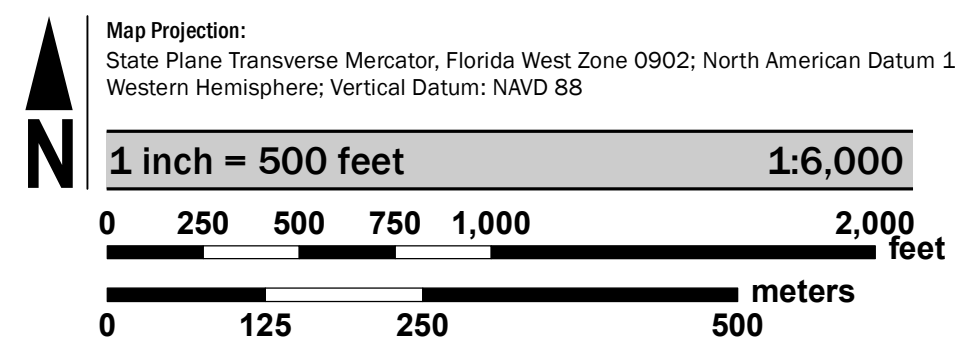 Map Projection:
State Plane Transverse Mercator, Florida West Zone 0902; North American Datum 1
Western Hemisphere; Vertical Datum: NAVD 88
N
1 inch = 500 feet 1:6,000
0 250 500 750 1,000 2,000
feet
meters
0 125 250 500